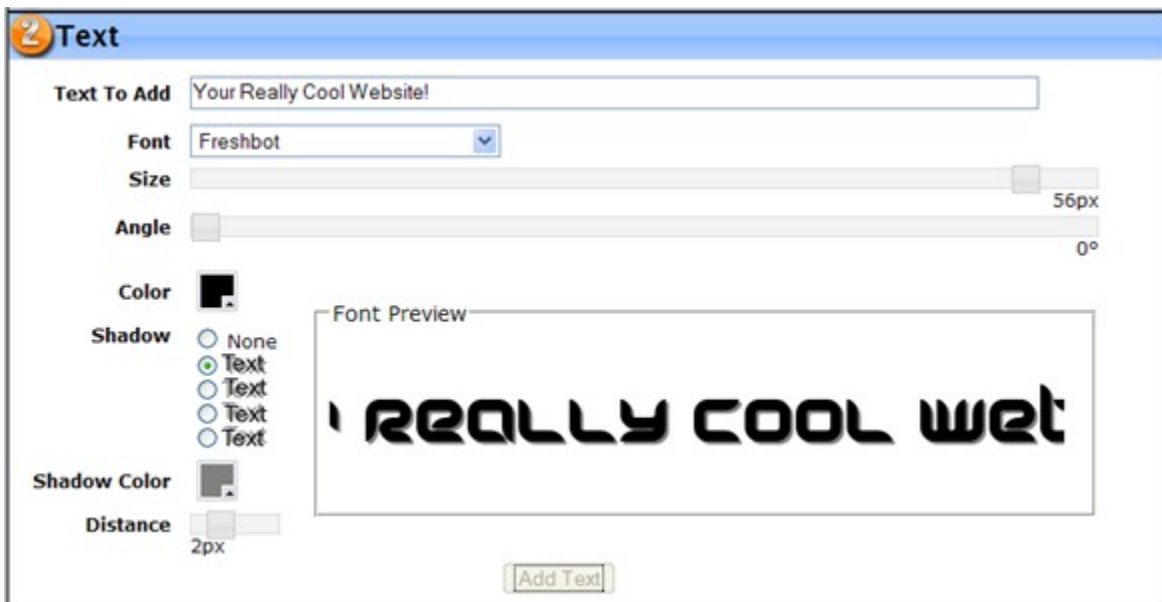 2 Text
Text To Add Your Really Cool Website!
Font Freshbot
Size
56px
Angle
0°
Color
Font Preview
Shadow
None
Text
Text
Text
Text
REALLY COOL
Shadow Color
Distance
2px
Add Text